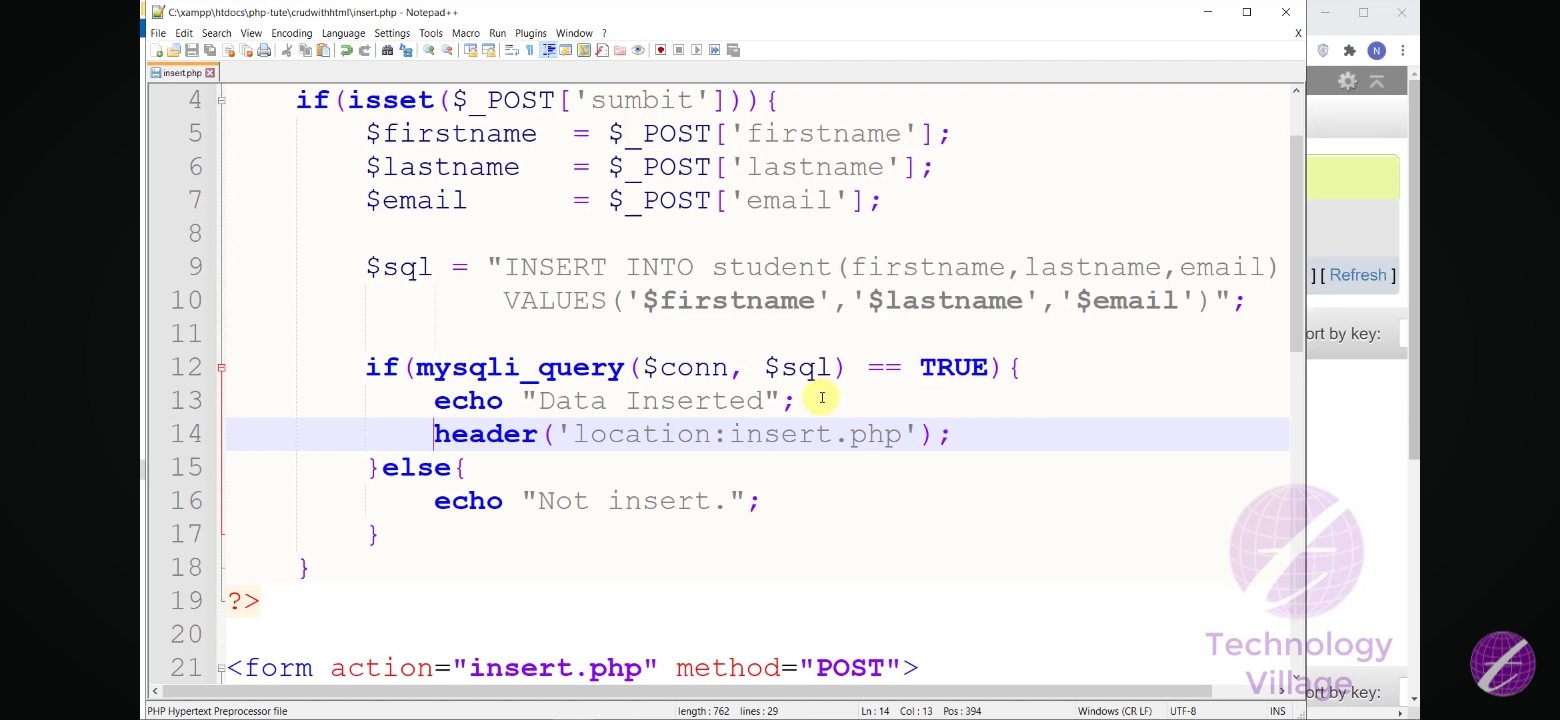 C:\xampp\htdocs\php-tute\crudwithhtml\insert.php - Notepad++
File Edit Search View Encoding Language Settings Tools Macro Run Plugins Window ? X
insert.php
N
4 if(isset($_POST['sumbit'])){
5 $firstname = $_POST['firstname'];
6 $lastname = $_POST['lastname'];
7 $email = $_POST['email'];
8
9 $sql = "INSERT INTO student(firstname,lastname,email)
10 VALUES('$firstname','$lastname','$email')";
11
12 if(mysqli_query($conn, $sql) == TRUE){
13 echo "Data Inserted";
14 header('location:insert.php');
15 }else{
16 echo "Not insert.";
17 }
18 }
19 ?>
20
21 <form action="insert.php" method="POST">
] [ Refresh ]
ort by key:
Technology
Village
ort by key:
PHP Hypertext Preprocessor file length : 762 lines : 29 Ln : 14 Col : 13 Pos : 394 Windows (CR LF) UTF-8 INS